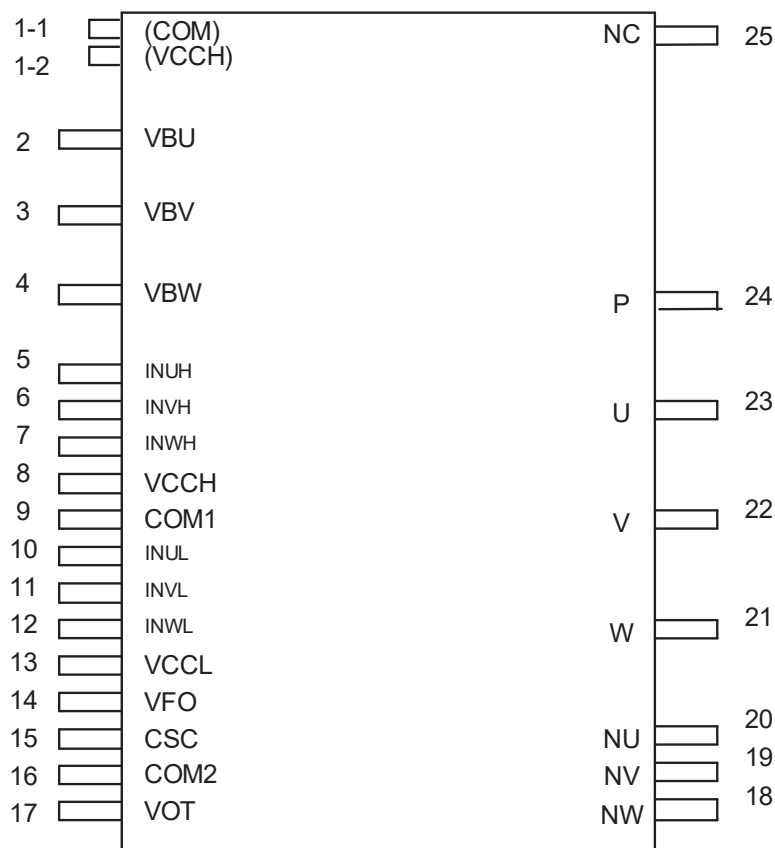 1-1 (COM) NC 25
1-2 (VCCH)
2 VBU
3 VBV
4 VBW P 24
5 INUH
6 INVH U 23
7 INWH
8 VCCH
9 COM1 V 22
10 INUL
11 INVL
12 INWL W 21
13 VCCL
14 VFO
15 CSC NU 20
16 COM2 NV 19
17 VOT NW 18